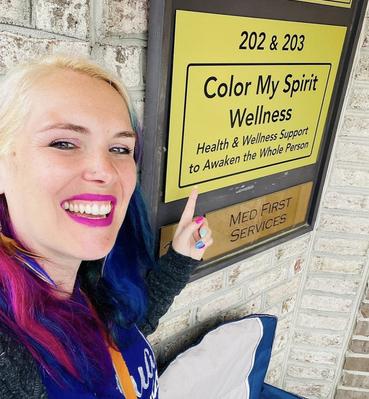 202 & 203
Color My Spirit
Wellness
Health & Wellness Support
to Awaken the Whole Person
MED FIRST
SERVICES